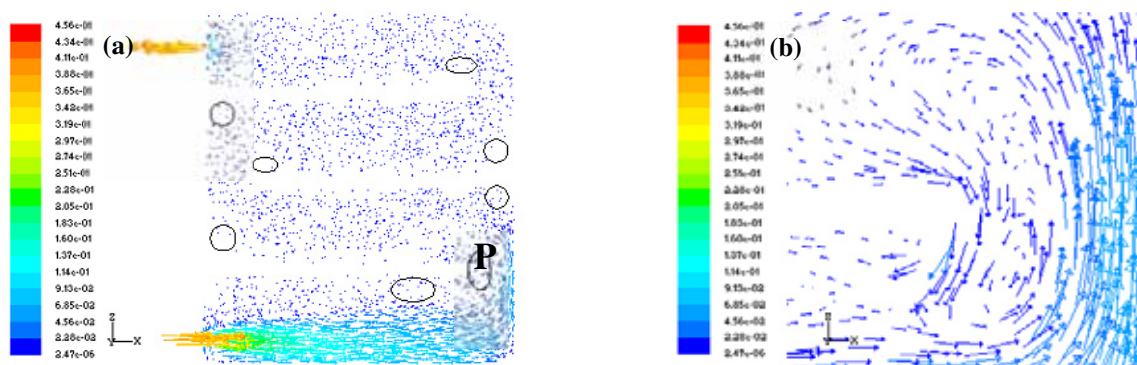 4.56e-01
4.34e-01
4.11e-01
3.88e-01
3.65e-01
3.42e-01
3.19e-01
2.97e-01
2.74e-01
2.51e-01
2.28e-01
2.05e-01
1.83e-01
1.60e-01
1.37e-01
1.14e-01
9.13e-02
6.85e-02
4.56e-02
2.28e-02
2.47e-06
(a)
P
Z
Y X
4.56e-01
4.34e-01
4.11e-01
3.88e-01
3.65e-01
3.42e-01
3.19e-01
2.97e-01
2.74e-01
2.51e-01
2.28e-01
2.05e-01
1.83e-01
1.60e-01
1.37e-01
1.14e-01
9.13e-02
6.85e-02
4.56e-02
2.28e-02
2.47e-06
(b)
Z
Y X